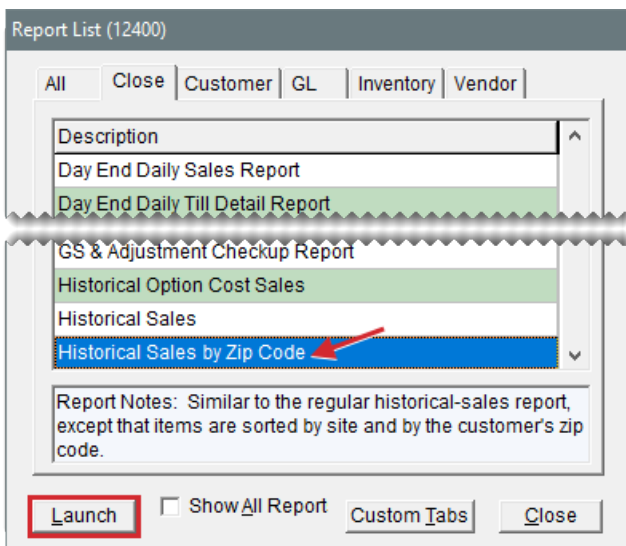 Report List (12400)
All Close Customer GL Inventory Vendor
Description
Day End Daily Sales Report
Day End Daily Till Detail Report
GS & Adjustment Checkup Report
Historical Option Cost Sales
Historical Sales
Historical Sales by Zip Code
Report Notes: Similar to the regular historical-sales report,
except that items are sorted by site and by the customer's zip
code.
Launch Show All Report Custom Tabs Close